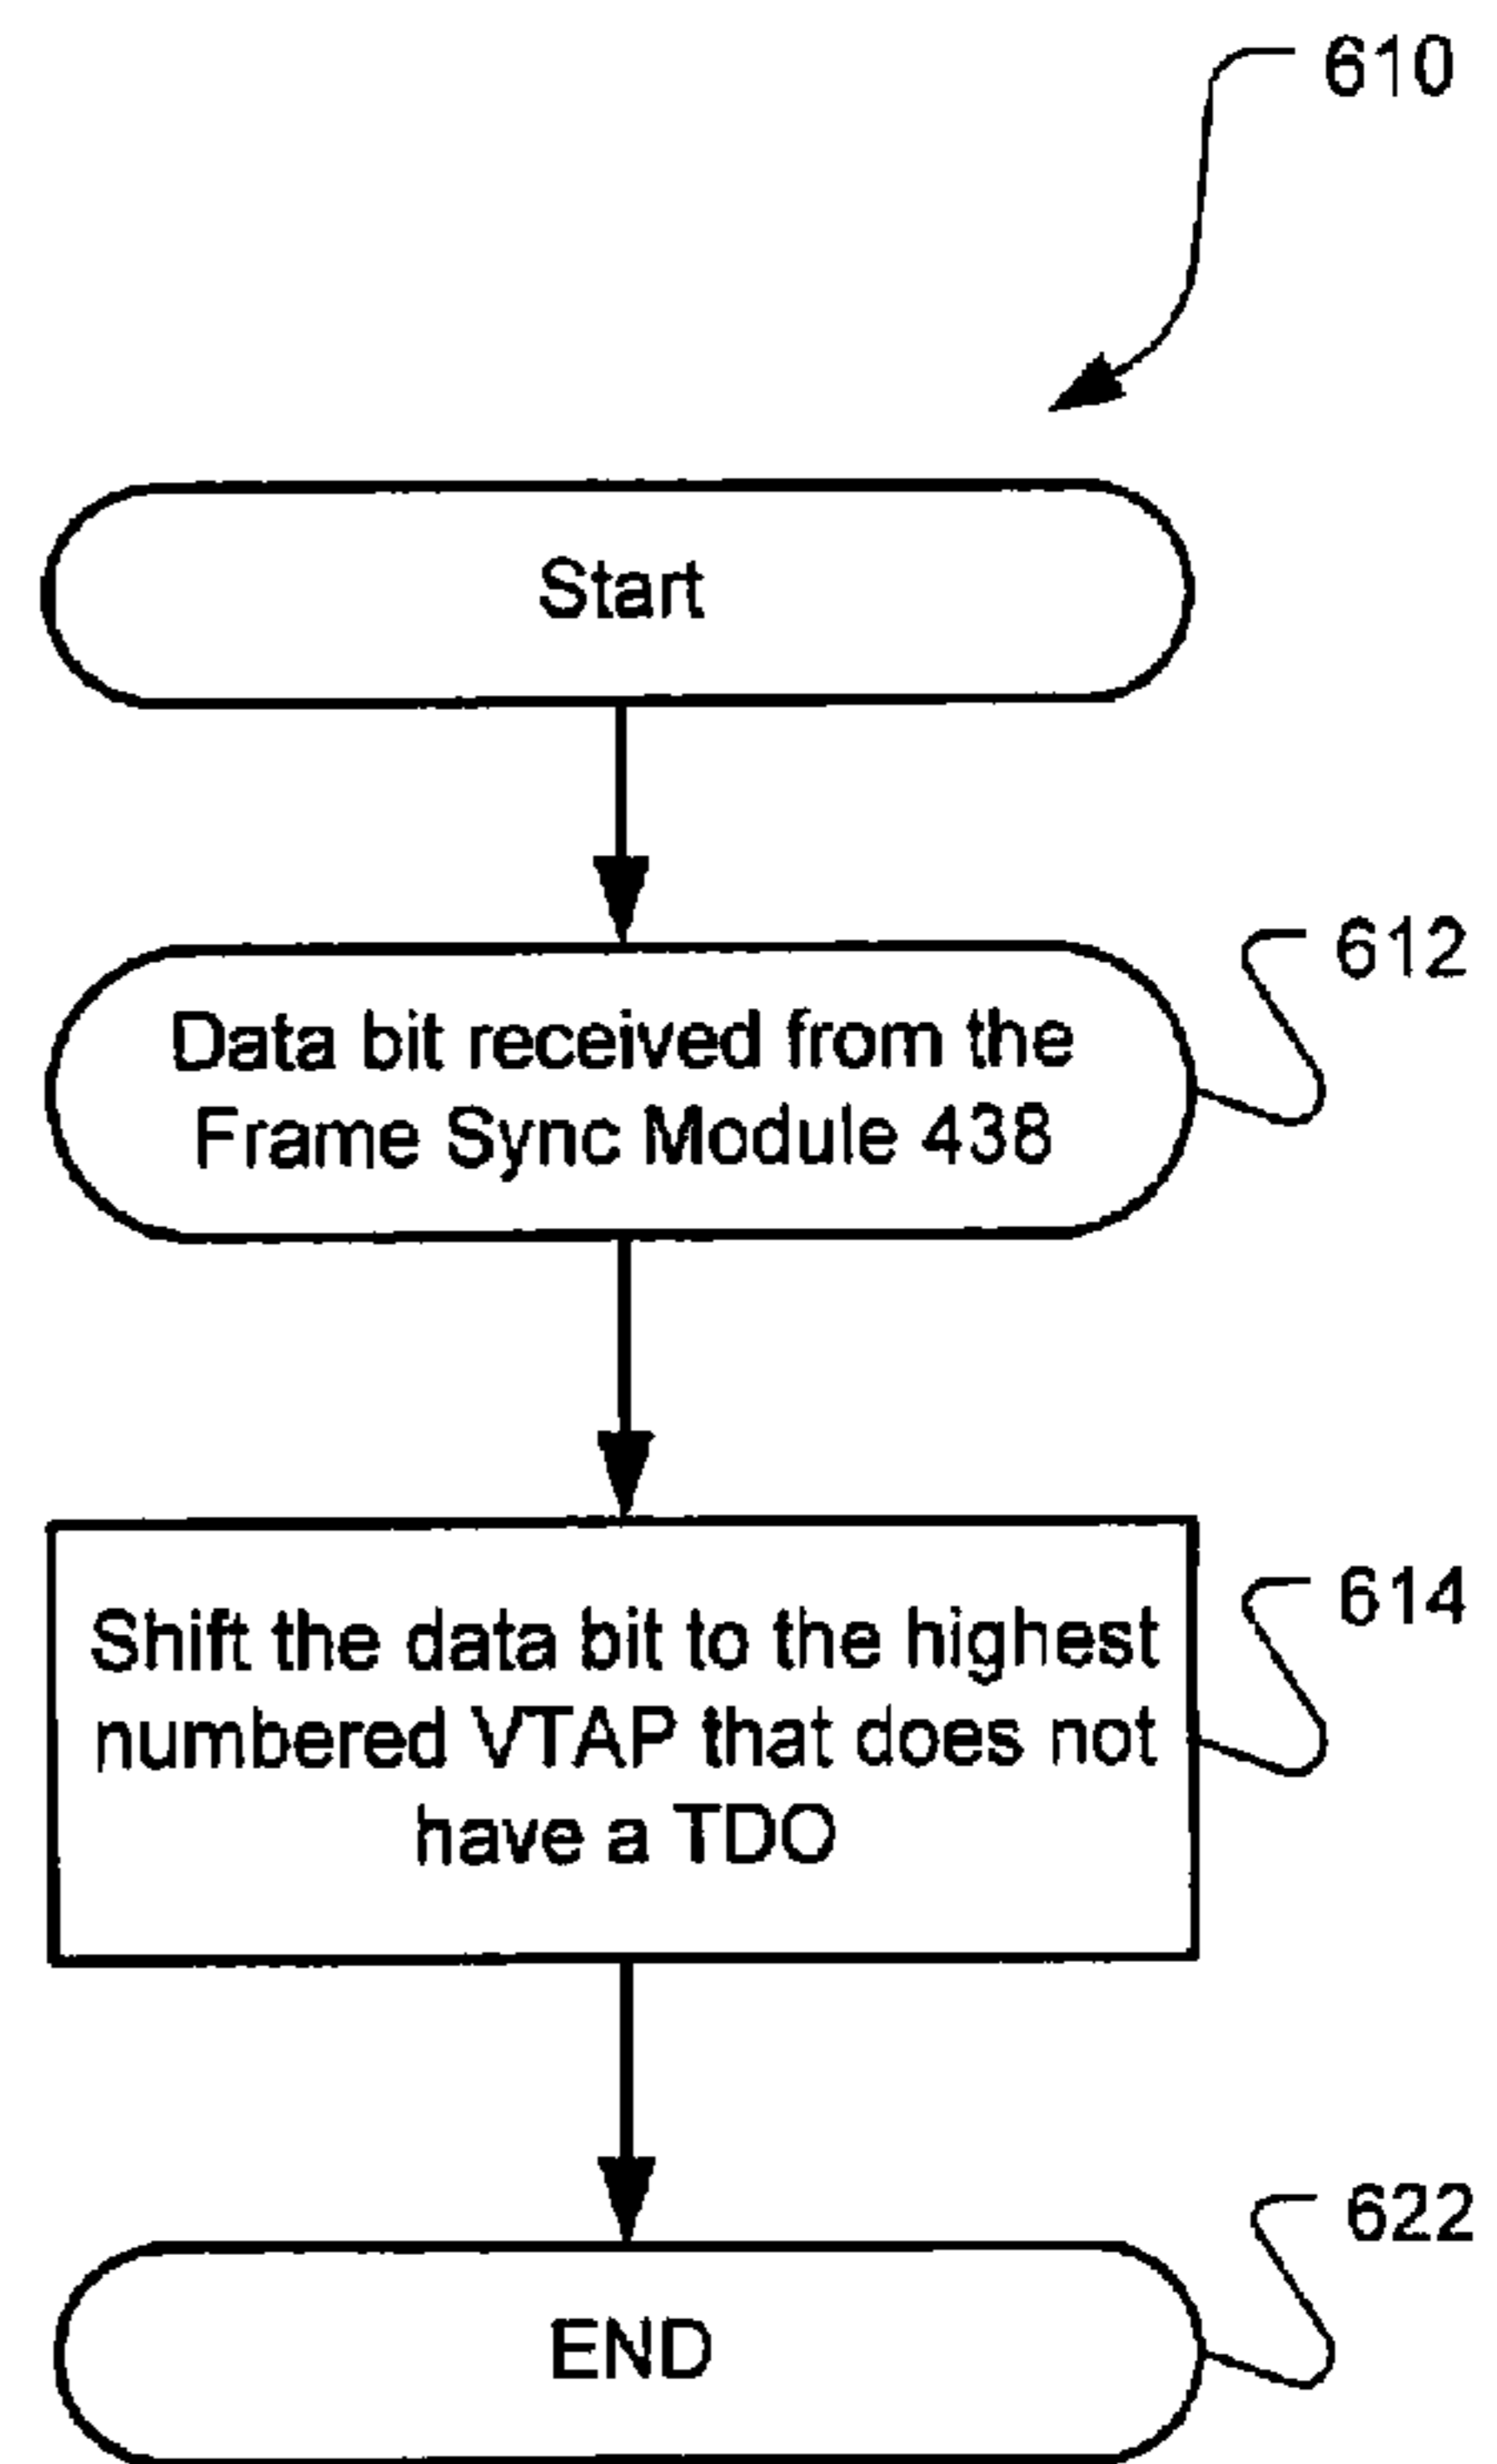 610
Start
612
Data bit received from the
Frame Sync Module 438
614
Shift the data bit to the highest
numbered VTAP that does not
have a TDO
622
END